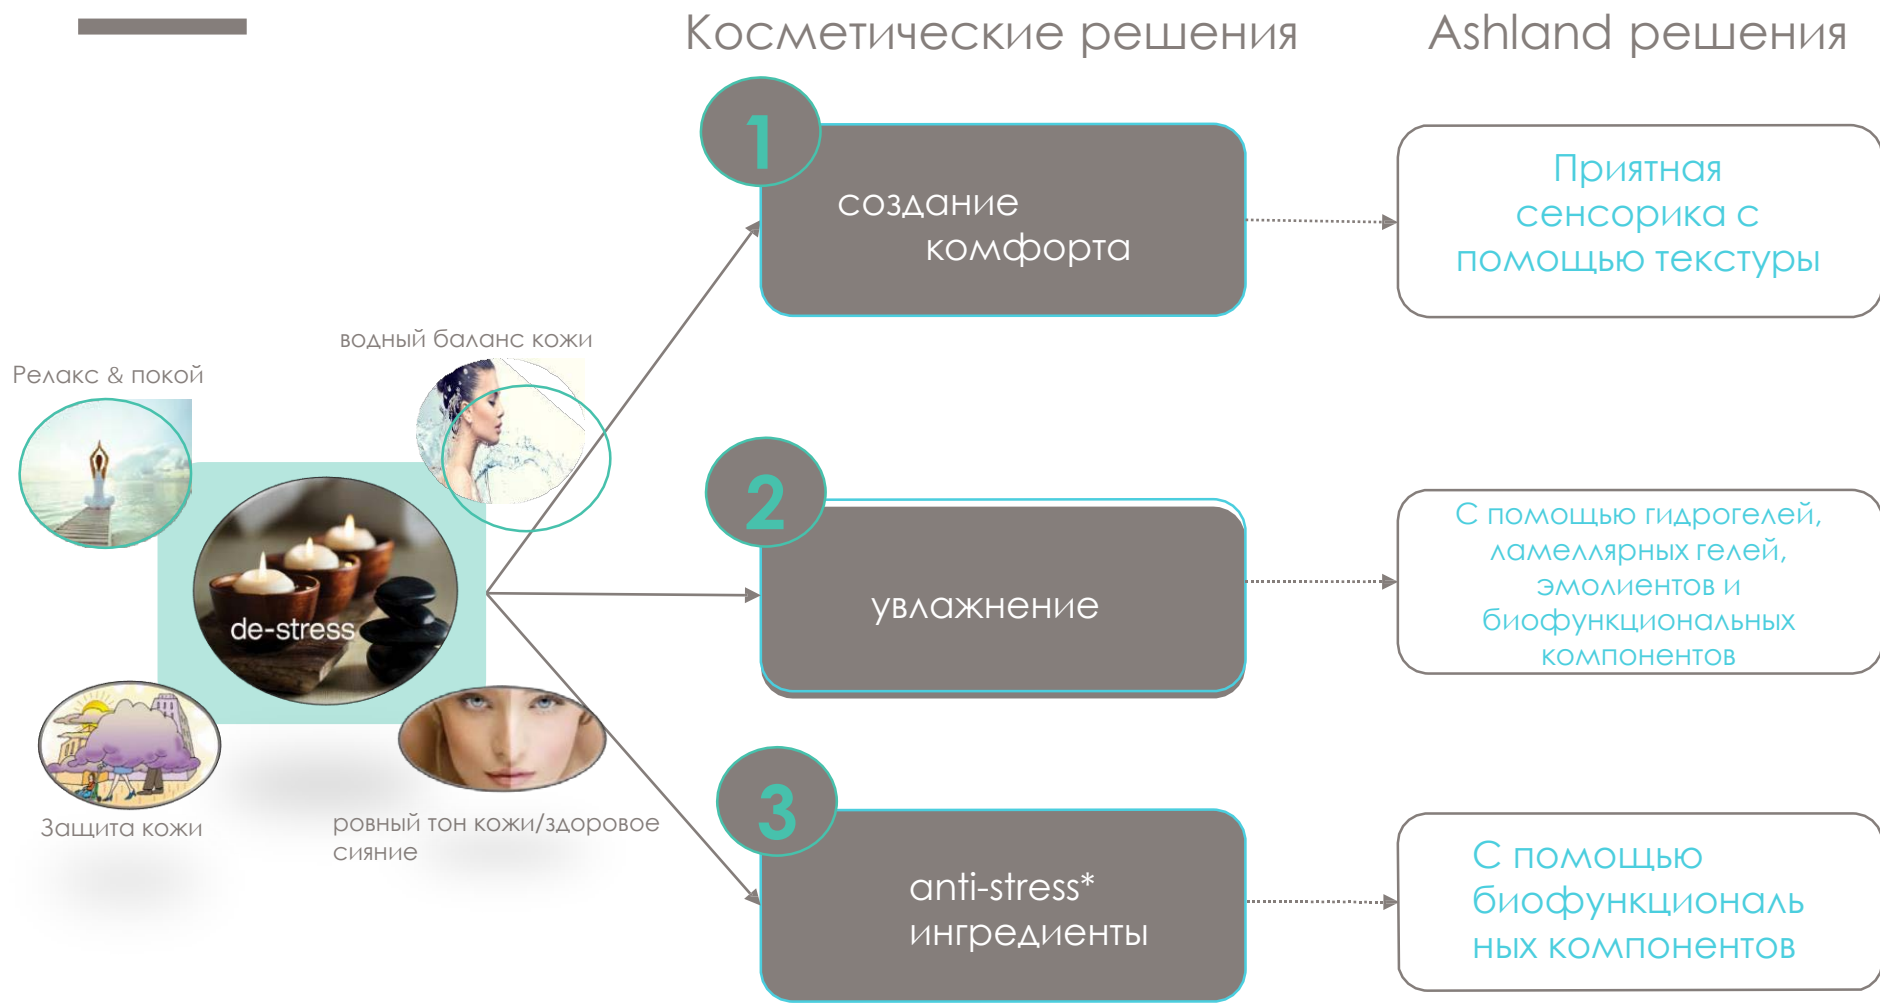 Косметические решения
Ashland решения
1
создание
комфорта
Приятная
сенсорика с
помощью текстуры
водный баланс кожи
Релакс & покой
de-stress
Защита кожи
ровный тон кожи/здоровое
сияние
2
увлажнение
С помощью гидрогелей,
ламеллярных гелей,
эмолиентов и
биофункциональных
компонентов
3
anti-stress*
ингредиенты
С помощью
биофункциональ
ных компонентов